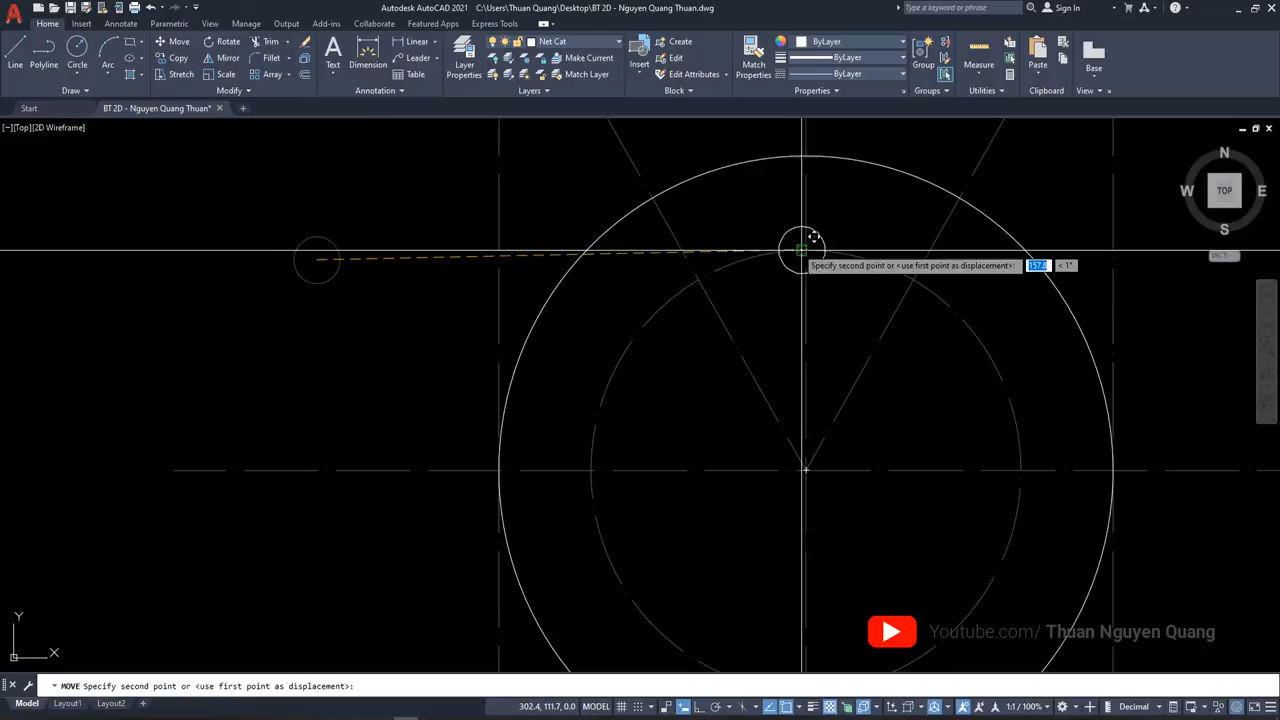 Autodesk AutoCAD 2021 C:\Users\Thuan Quang\Desktop\BT 2D - Nguyen Quang Thuan.dwg
Type a keyword or phrase
Sign In
Home Insert Annotate Parametric View Manage Output Add-ins Collaborate Featured Apps Express Tools
Line Polyline Circle Arc
Move Rotate Trim
Copy Mirror Fillet
Stretch Scale Array
Text Dimension
Linear
Leader
Table
Layer Properties
Net Cat
Make Current
Match Layer
Insert
Create
Edit
Edit Attributes
Match Properties
ByLayer
ByLayer
ByLayer
Group
Measure
Paste
Base
Draw Modify Annotation Layers Block Properties Groups Utilities Clipboard View
Start BT 2D - Nguyen Quang Thuan*
[−][Top][2D Wireframe]
N
W TOP E
S
Specify second point or <use first point as displacement>: 157.8 < 1°
Y
X
Youtube.com/ Thuan Nguyen Quang
MOVE Specify second point or <use first point as displacement>:
Model Layout1 Layout2
302.4, 111.7, 0.0 MODEL
1:1 / 100%
Decimal